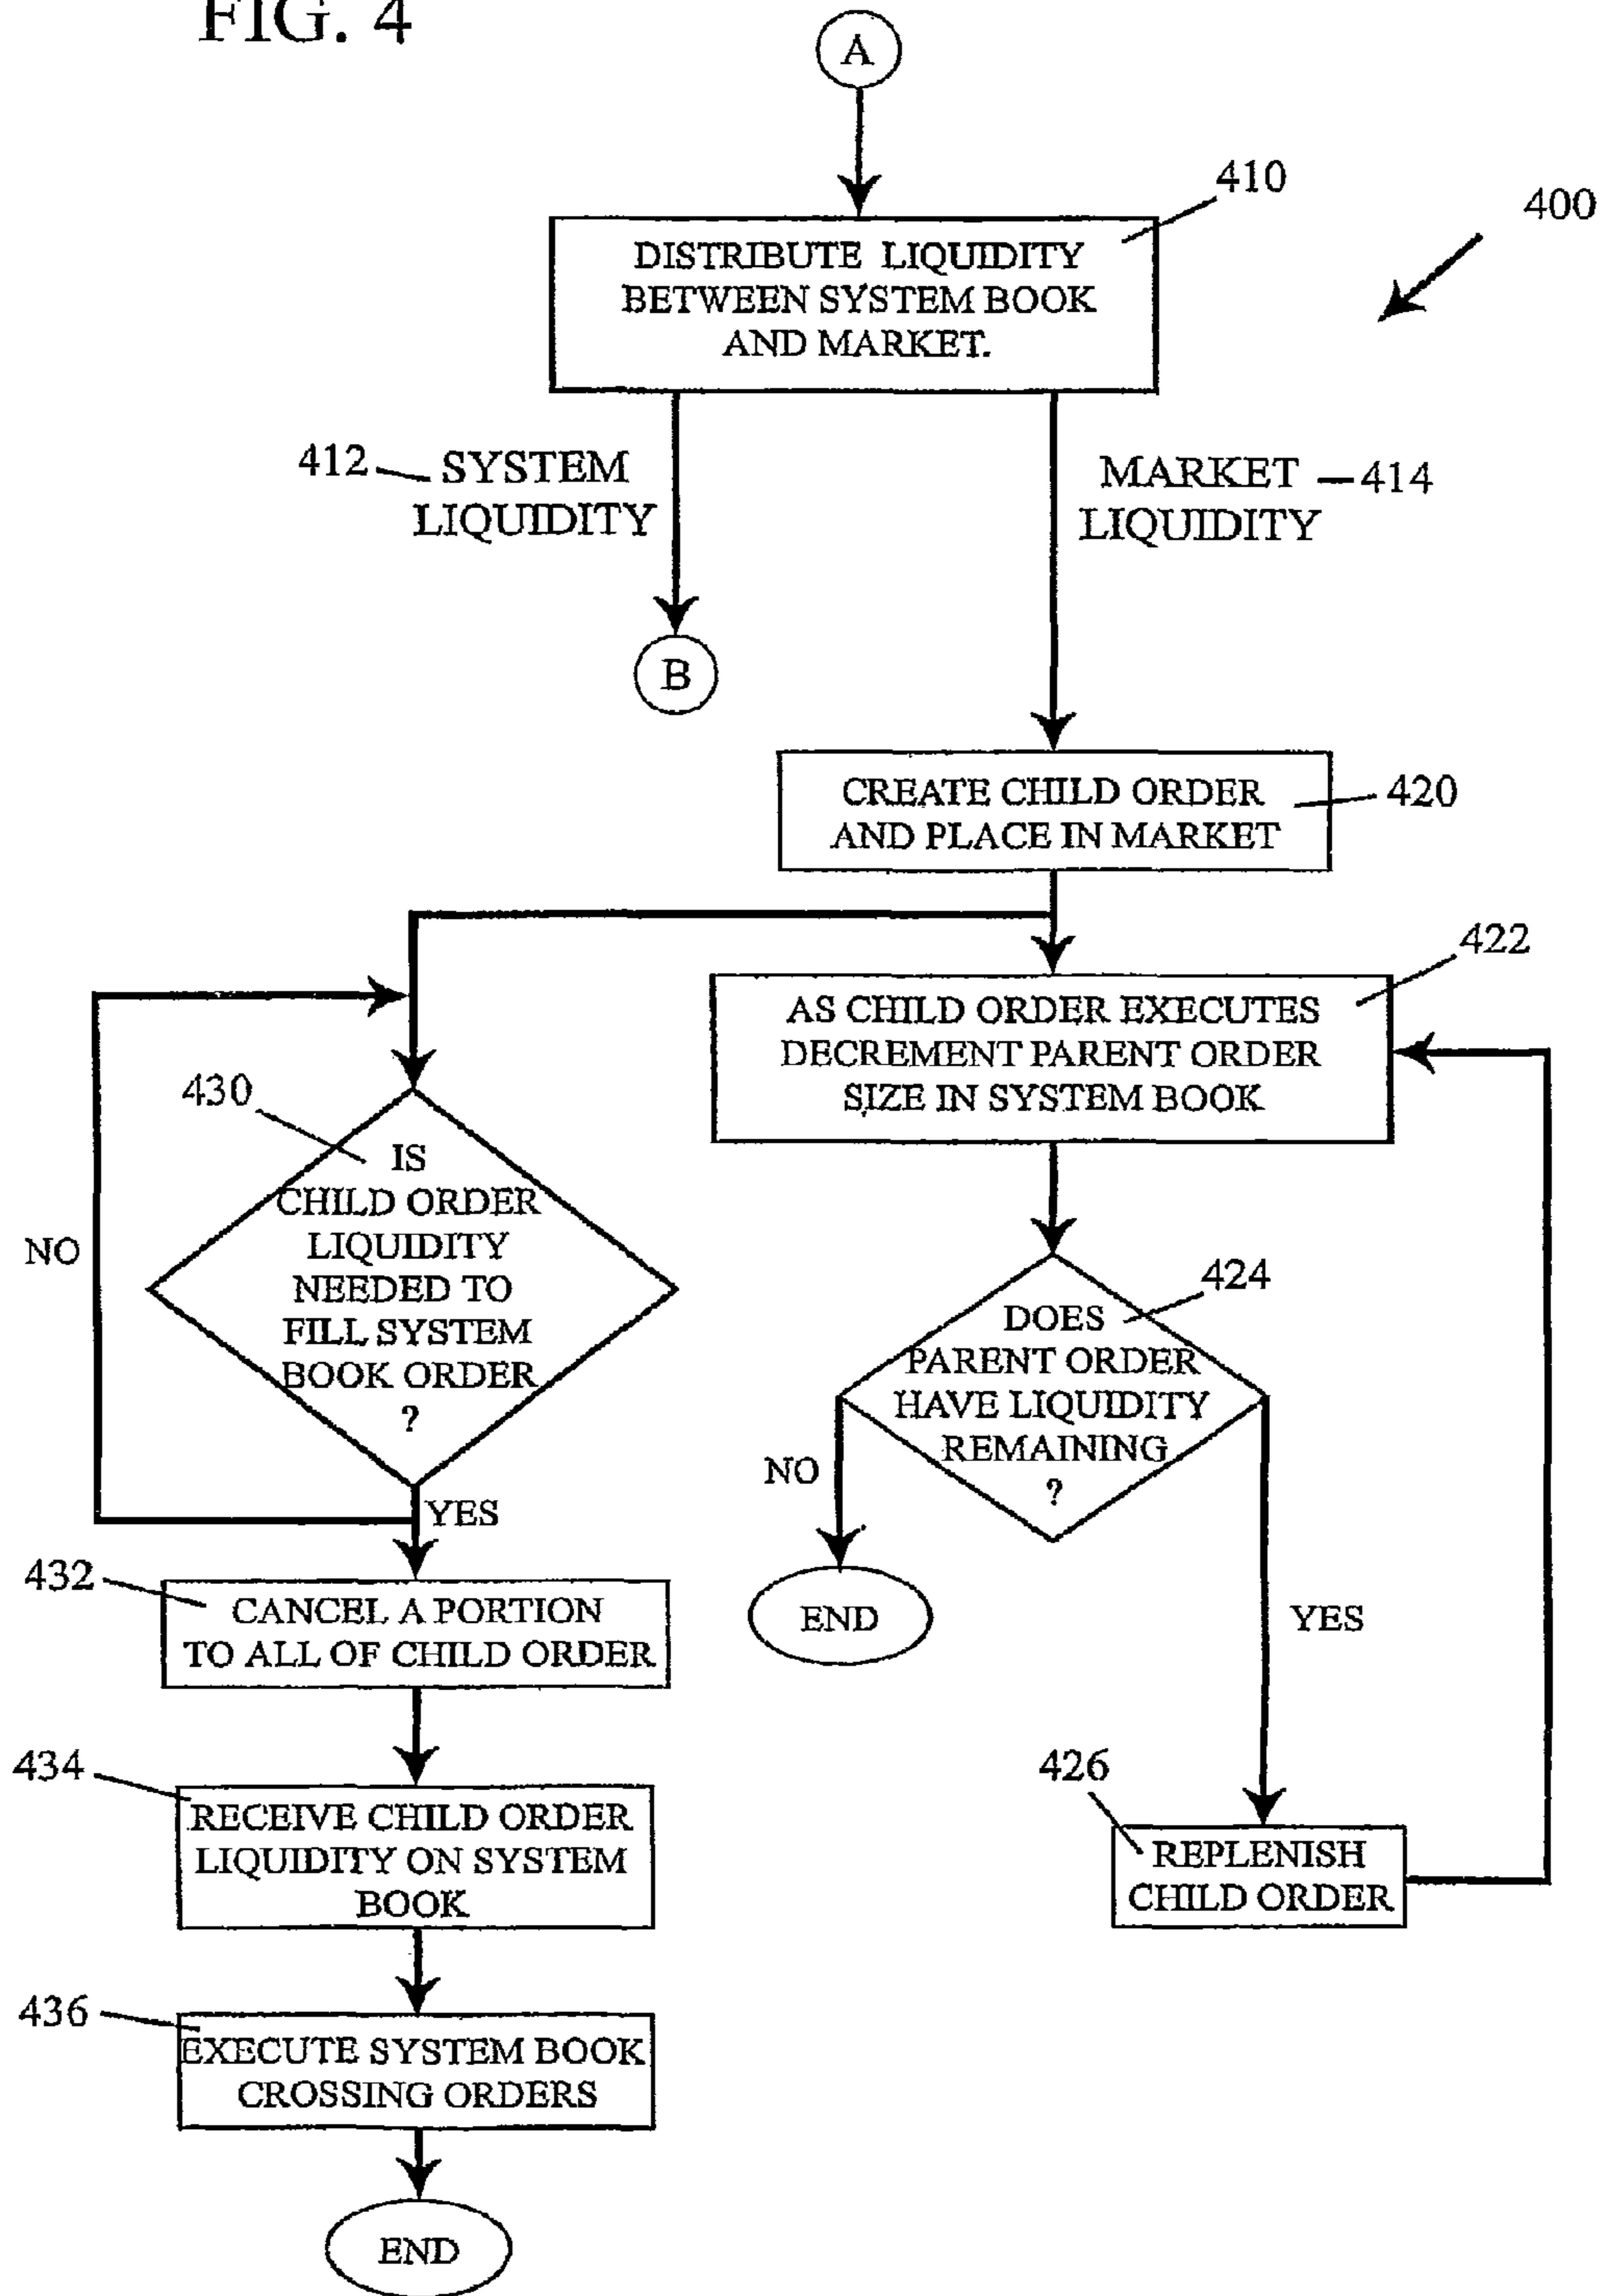 FIG. 4
A
410
400
DISTRIBUTE LIQUIDITY
BETWEEN SYSTEM BOOK
AND MARKET.
412
SYSTEM
LIQUIDITY
MARKET
LIQUIDITY
414
B
CREATE CHILD ORDER
AND PLACE IN MARKET
420
422
AS CHILD ORDER EXECUTES
DECREMENT PARENT ORDER
SIZE IN SYSTEM BOOK
430
IS
CHILD ORDER
LIQUIDITY
NEEDED TO
FILL SYSTEM
BOOK ORDER
?
NO
YES
424
DOES
PARENT ORDER
HAVE LIQUIDITY
REMAINING
?
NO
END
YES
432
CANCEL A PORTION
TO ALL OF CHILD ORDER
434
RECEIVE CHILD ORDER
LIQUIDITY ON SYSTEM
BOOK
426
REPLENISH
CHILD ORDER
436
EXECUTE SYSTEM BOOK
CROSSING ORDERS
END